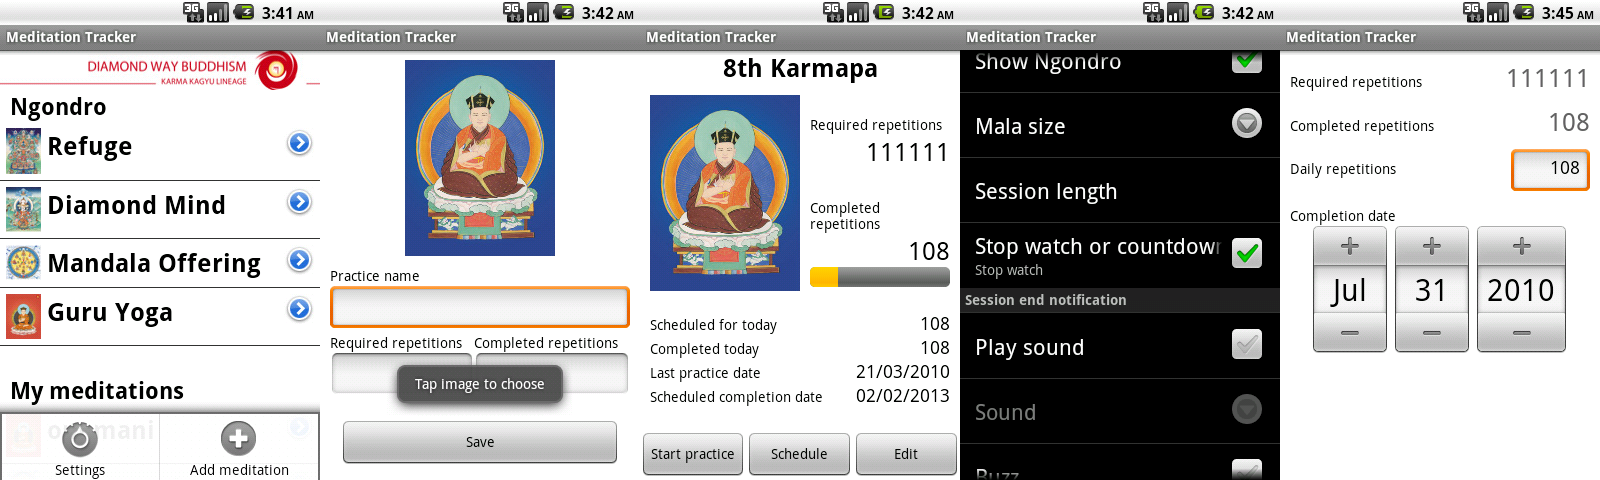 3G 3:41 AM
Meditation Tracker
DIAMOND WAY BUDDHISM
KARMA KAGYU LINEAGE
Ngondro
Refuge
Diamond Mind
Mandala Offering
Guru Yoga
My meditations
Settings
Add meditation
3G 3:42 AM
Meditation Tracker
Practice name
Required repetitions Completed repetitions
Tap image to choose
Save
3G 3:42 AM
Meditation Tracker
8th Karmapa
Required repetitions
111111
Completed
repetitions
108
Scheduled for today 108
Completed today 108
Last practice date 21/03/2010
Scheduled completion date 02/02/2013
Start practice Schedule Edit
3G 3:42 AM
Meditation Tracker
Show Ngondro
Mala size
Session length
Stop watch or countdown
Stop watch
Session end notification
Play sound
Sound
Buzz
3G 3:45 AM
Meditation Tracker
Required repetitions 111111
Completed repetitions 108
Daily repetitions 108
Completion date
+ + +
Jul 31 2010
− − −